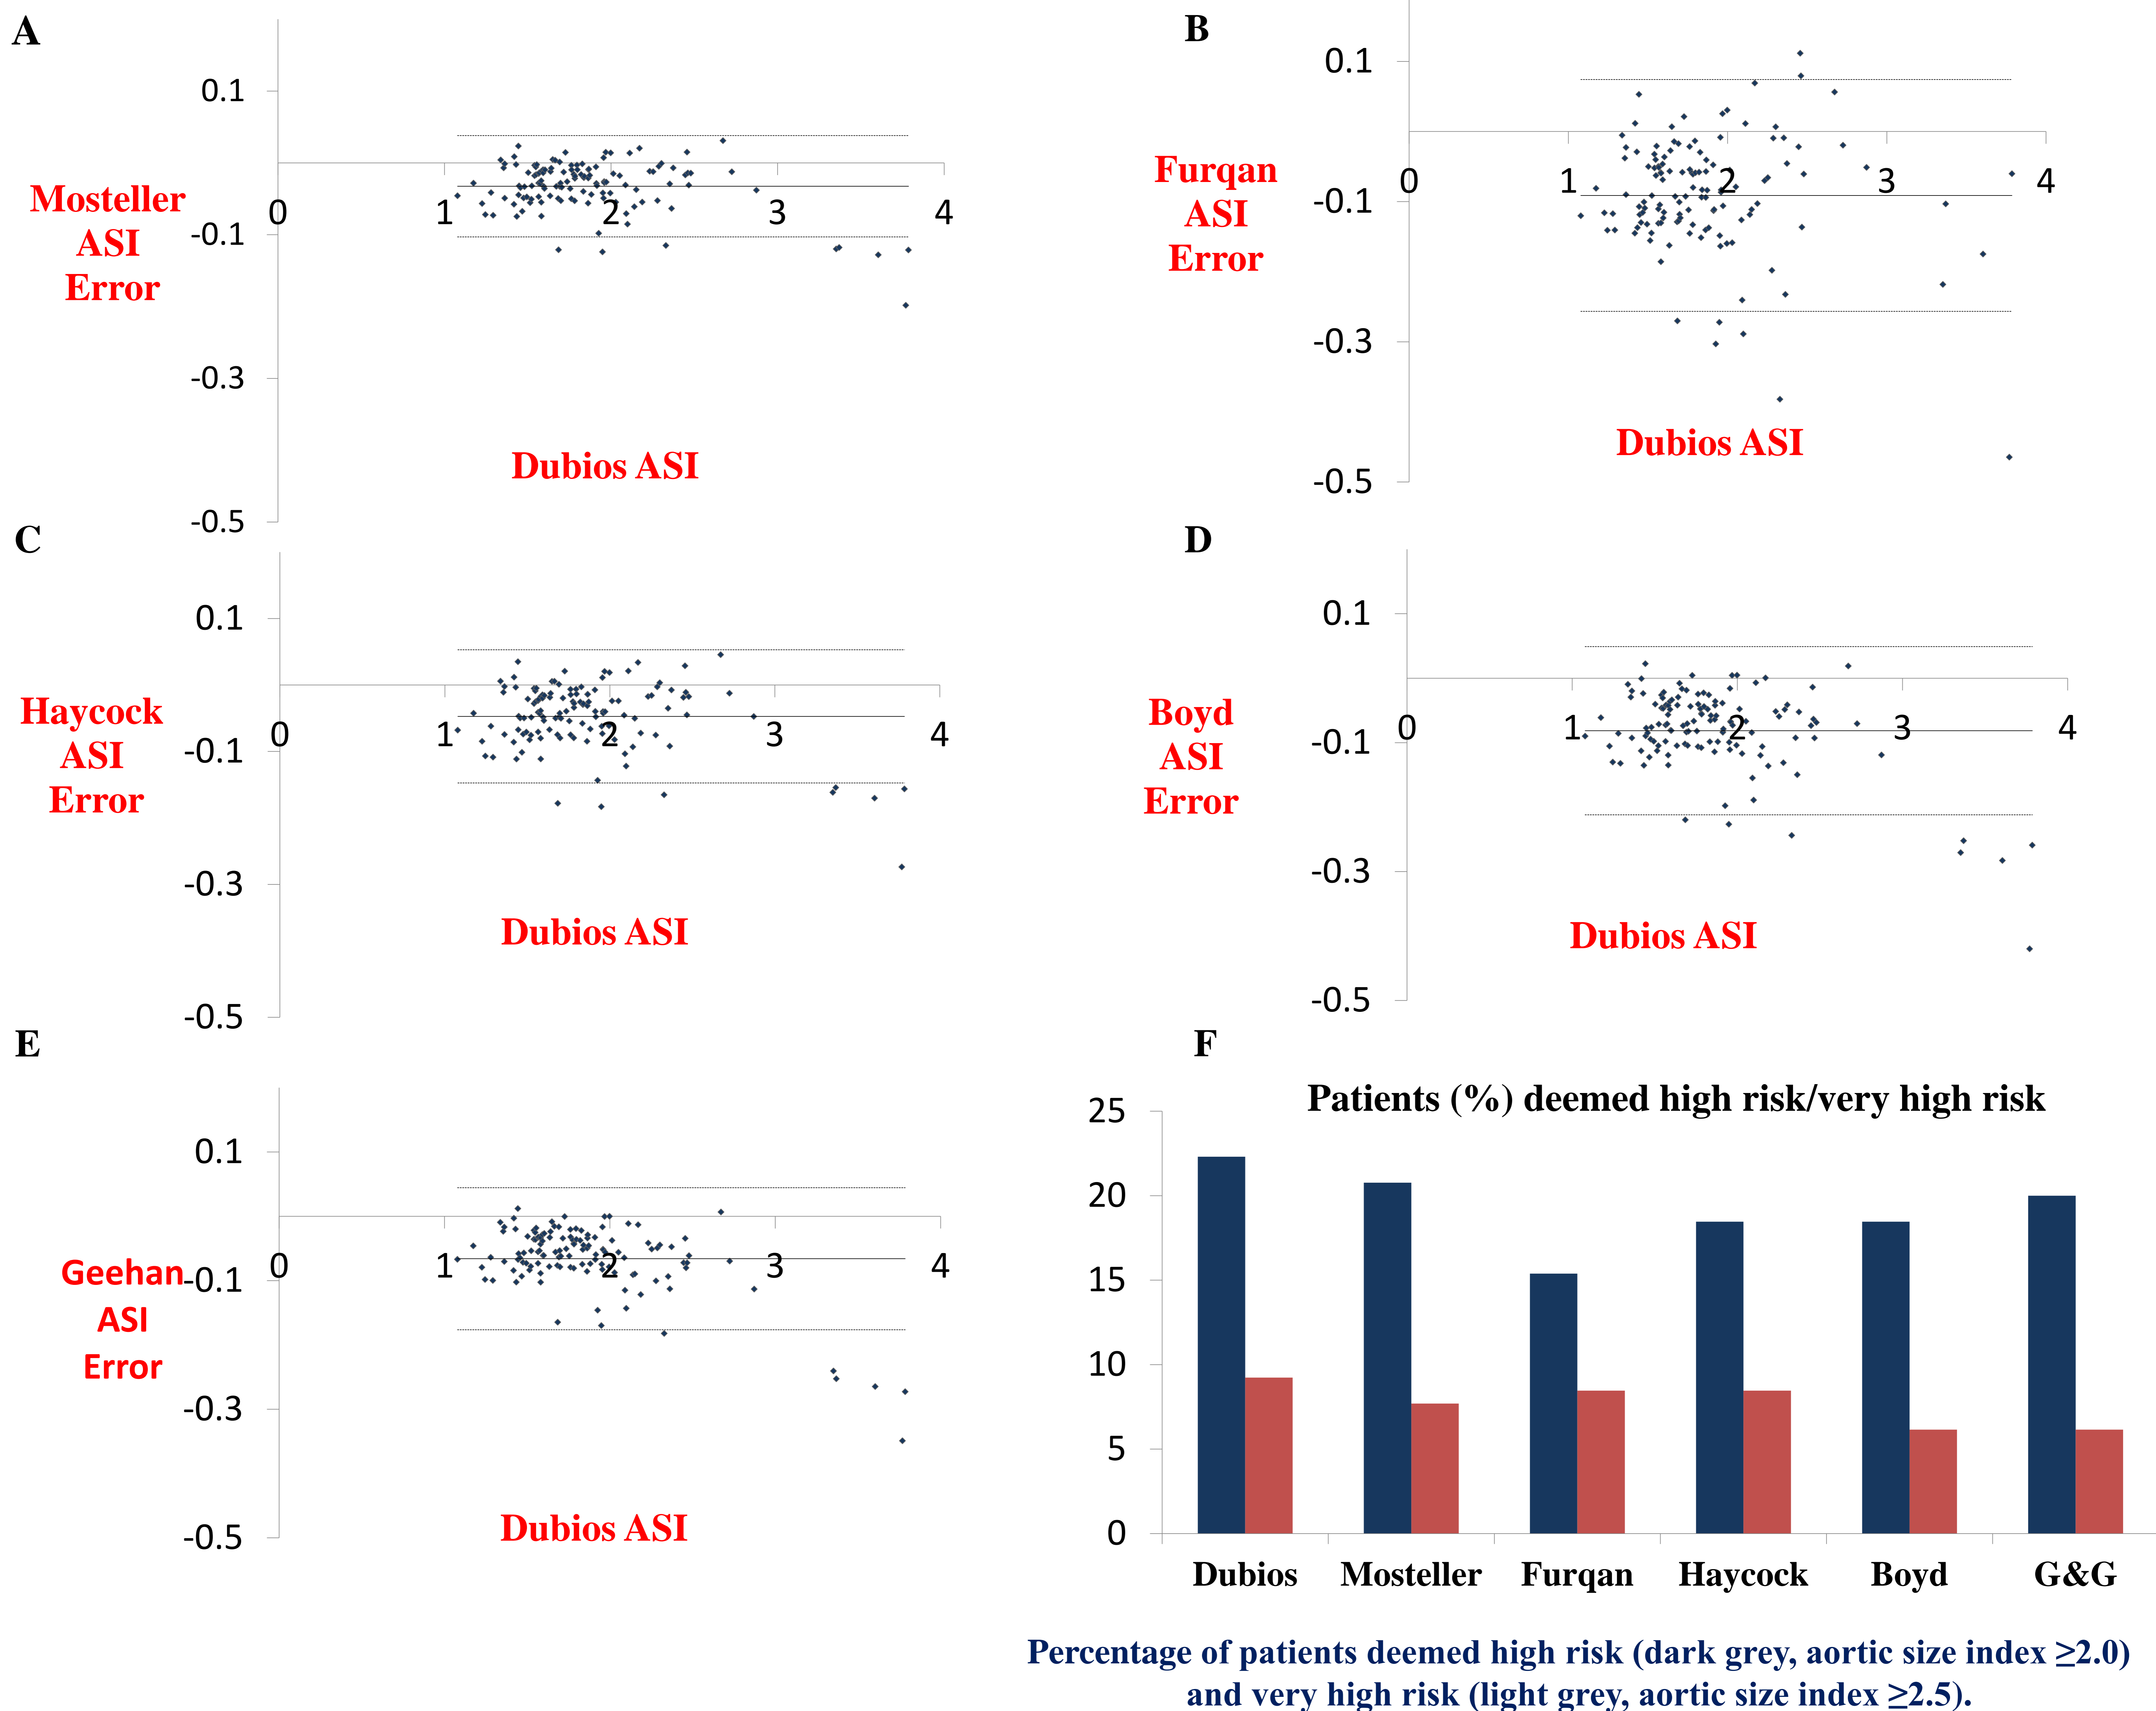 A
0.1
-0.1
-0.3
-0.5
0
1
2
3
4
Mosteller
ASI
Error
Dubios ASI
B
0.1
-0.1
-0.3
-0.5
0
1
2
3
4
Furqan
ASI
Error
Dubios ASI
C
0.1
-0.1
-0.3
-0.5
0
1
2
3
4
Haycock
ASI
Error
Dubios ASI
D
0.1
-0.1
-0.3
-0.5
0
1
2
3
4
Boyd
ASI
Error
Dubios ASI
E
0.1
-0.1
-0.3
-0.5
0
1
2
3
4
Geehan
ASI
Error
Dubios ASI
F
Patients (%) deemed high risk/very high risk
25
20
15
10
5
0
Dubios
Mosteller
Furqan
Haycock
Boyd
G&G
Percentage of patients deemed high risk (dark grey, aortic size index ≥2.0)
and very high risk (light grey, aortic size index ≥2.5).